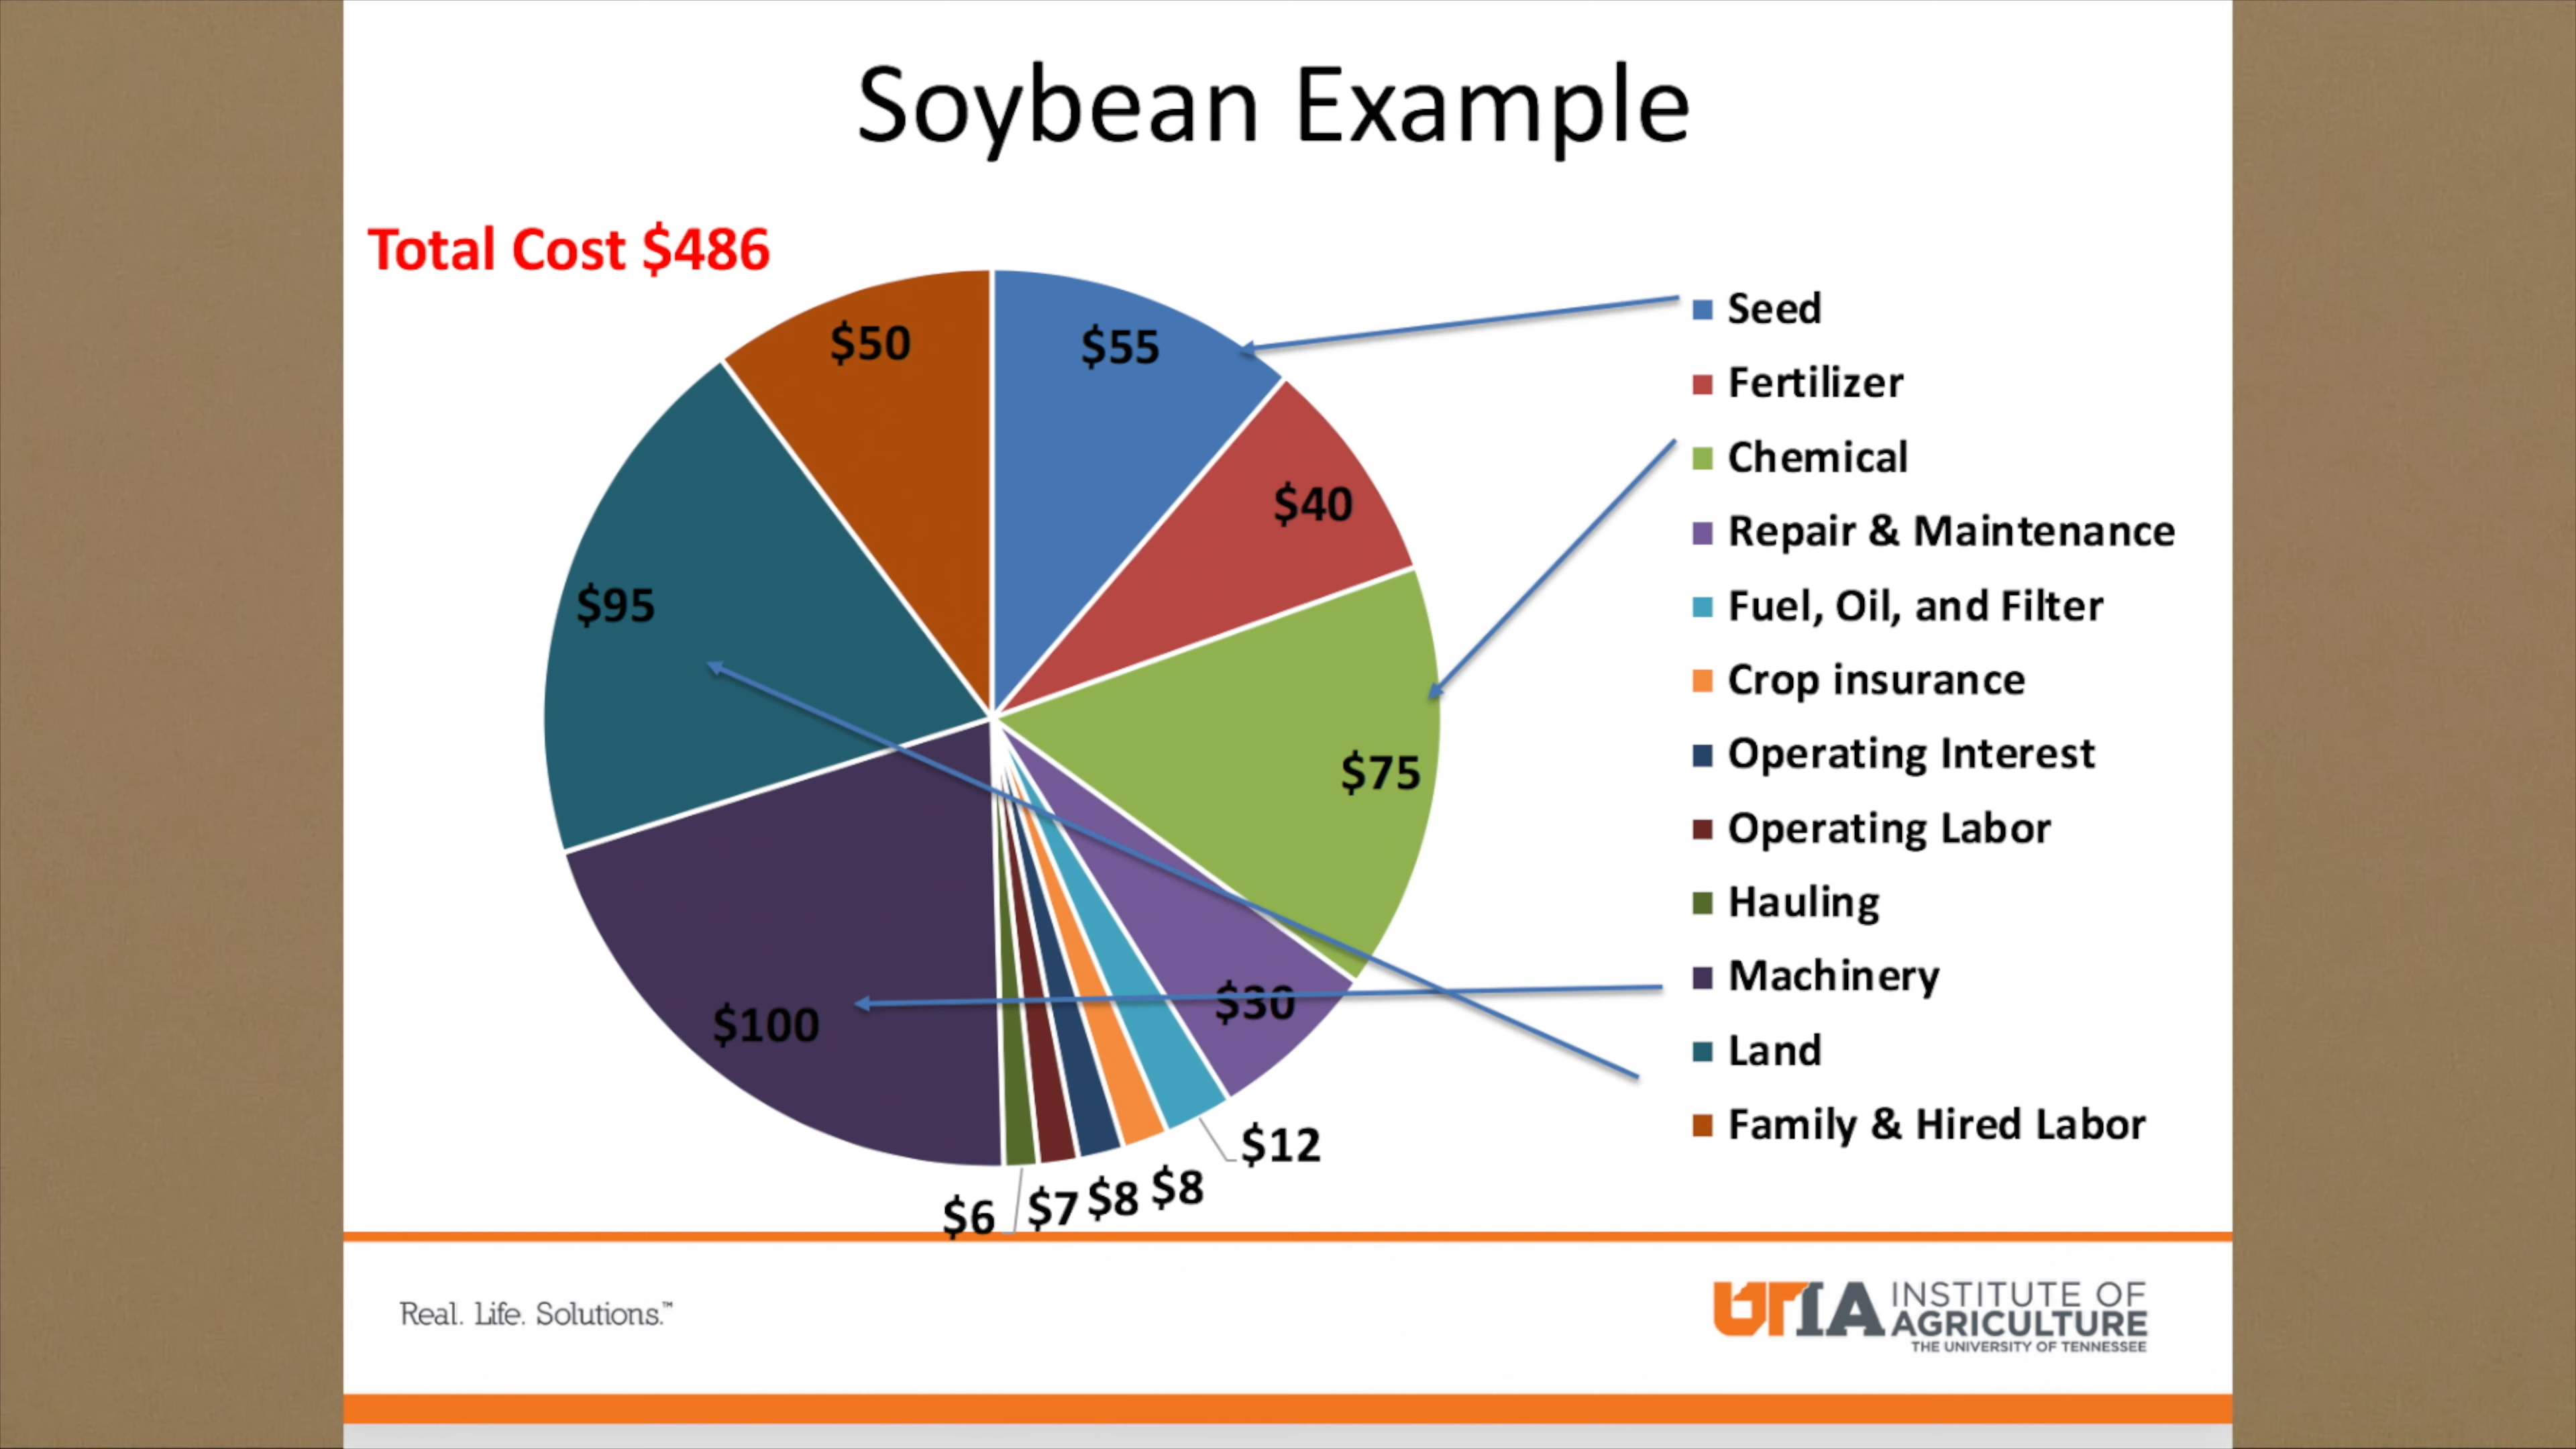 Soybean Example
Total Cost $486
$50
$55
$40
$95
$75
$100
$30
$12
$6
$7
$8
$8
Seed
Fertilizer
Chemical
Repair & Maintenance
Fuel, Oil, and Filter
Crop insurance
Operating Interest
Operating Labor
Hauling
Machinery
Land
Family & Hired Labor
Real. Life. Solutions.™
UTIA INSTITUTE OF
AGRICULTURE
THE UNIVERSITY OF TENNESSEE